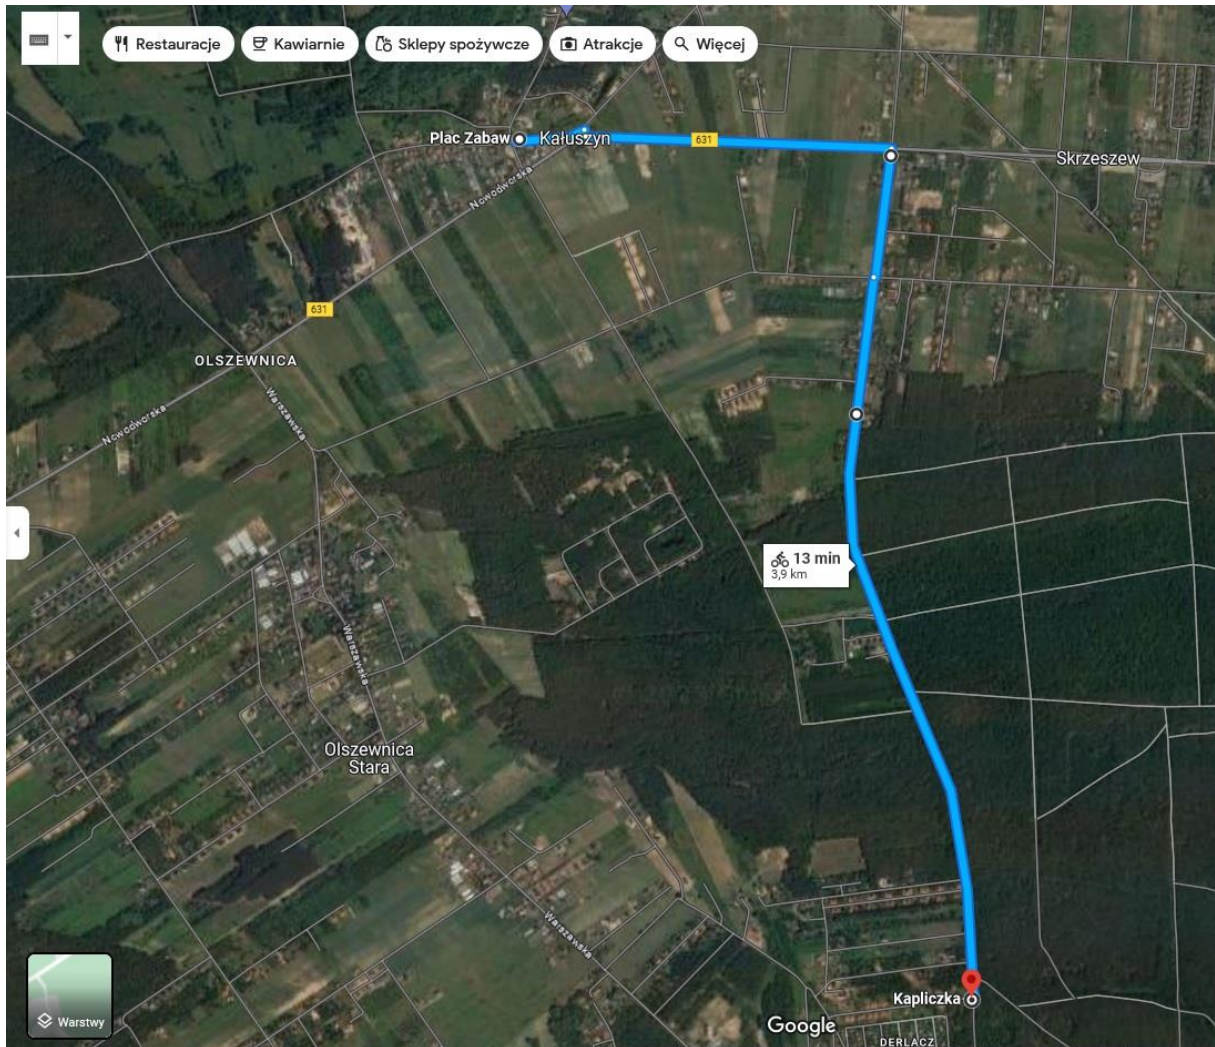 Restauracje
Kawiarnie
Sklepy spożywcze
Atrakcje
Więcej
Plac Zabaw
Kałuszyn
631
Skrzeszew
Nowodworska
631
OLSZEWNICA
Nowodworska
Warszawska
13 min
3,9 km
Warszawska
Olszewnica
Stara
Warszawska
Kapliczka
Warstwy
Google
DERLACZ